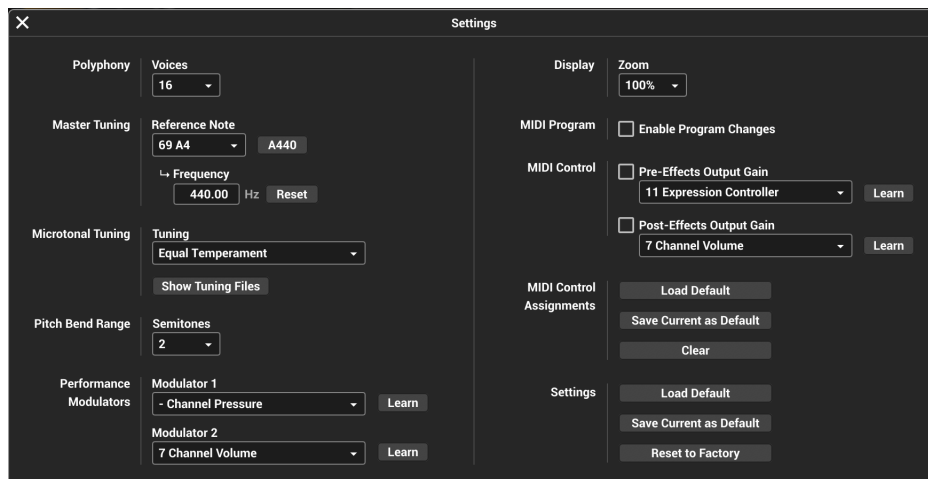 Settings
Polyphony
Voices
16
Master Tuning
Reference Note
69 A4
A440
↳ Frequency
440.00 Hz Reset
Microtonal Tuning
Tuning
Equal Temperament
Show Tuning Files
Pitch Bend Range
Semitones
2
Performance
Modulators
Modulator 1
- Channel Pressure
Learn
Modulator 2
7 Channel Volume
Learn
Display
Zoom
100%
MIDI Program
Enable Program Changes
MIDI Control
Pre-Effects Output Gain
11 Expression Controller
Learn
Post-Effects Output Gain
7 Channel Volume
Learn
MIDI Control
Assignments
Load Default
Save Current as Default
Clear
Settings
Load Default
Save Current as Default
Reset to Factory